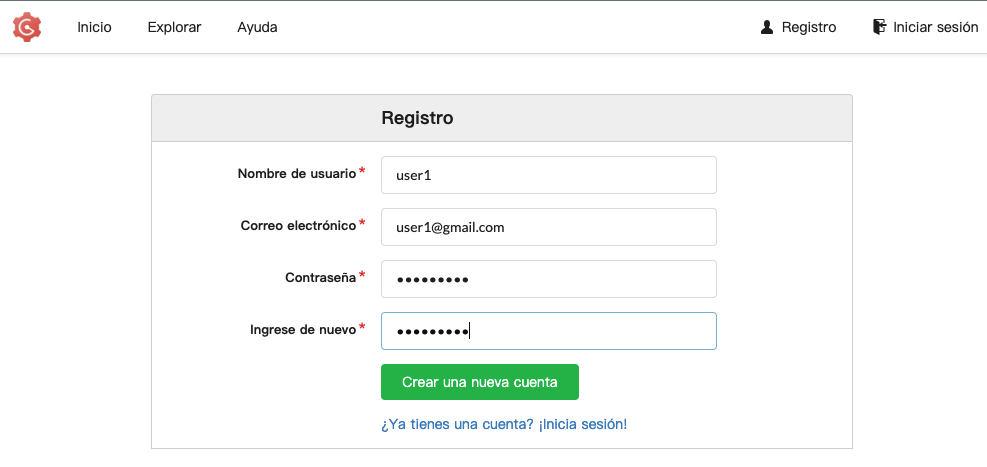 Inicio Explorar Ayuda Registro Iniciar sesión
Registro
Nombre de usuario* user1
Correo electrónico* user1@gmail.com
Contraseña* •••••••••
Ingrese de nuevo* •••••••••
Crear una nueva cuenta
¿Ya tienes una cuenta? ¡Inicia sesión!